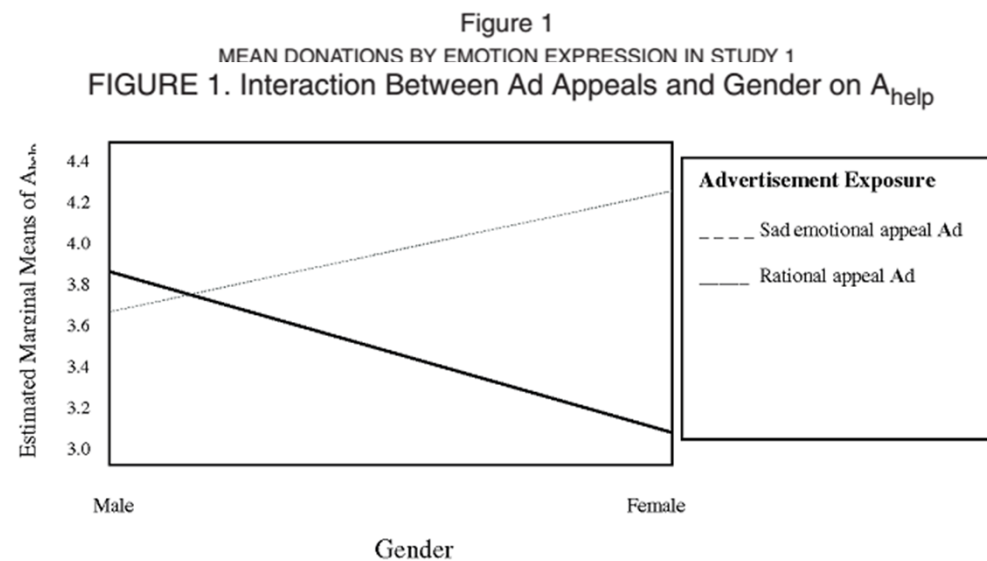 Figure 1
MEAN DONATIONS BY EMOTION EXPRESSION IN STUDY 1
FIGURE 1. Interaction Between Ad Appeals and Gender on Ahelp
Estimated Marginal Means of Ahelp
4.4
4.2
4.0
3.8
3.6
3.4
3.2
3.0
Male
Female
Gender
Advertisement Exposure
Sad emotional appeal Ad
Rational appeal Ad